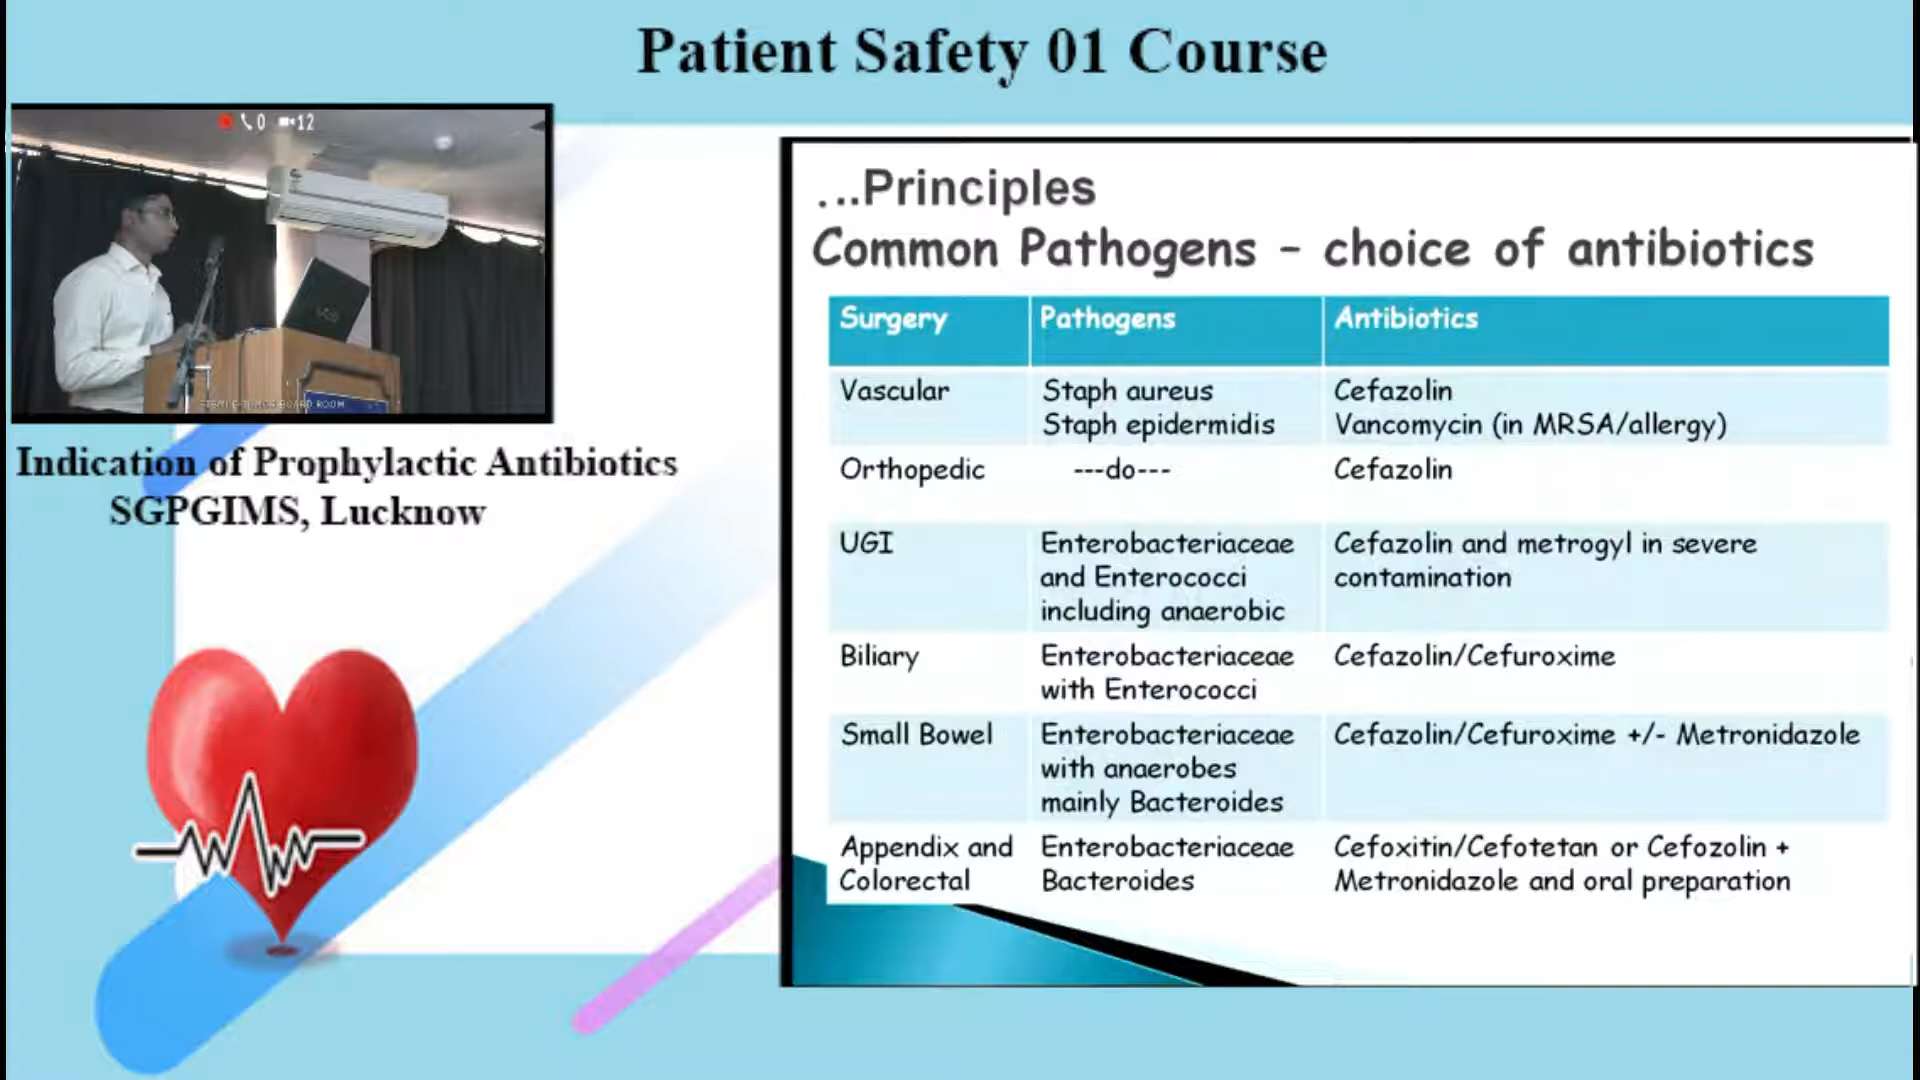 Patient Safety 01 Course
0 12
Indication of Prophylactic Antibiotics
SGPGIMS, Lucknow
...Principles
Common Pathogens - choice of antibiotics
Surgery Pathogens Antibiotics
Vascular Staph aureus Cefazolin
Staph epidermidis Vancomycin (in MRSA/allergy)
Orthopedic ---do--- Cefazolin
UGI Enterobacteriaceae Cefazolin and metrogyl in severe
and Enterococci contamination
including anaerobic
Biliary Enterobacteriaceae Cefazolin/Cefuroxime
with Enterococci
Small Bowel Enterobacteriaceae Cefazolin/Cefuroxime +/- Metronidazole
with anaerobes
mainly Bacteroides
Appendix and Enterobacteriaceae Cefoxitin/Cefotetan or Cefozolin +
Colorectal Bacteroides Metronidazole and oral preparation